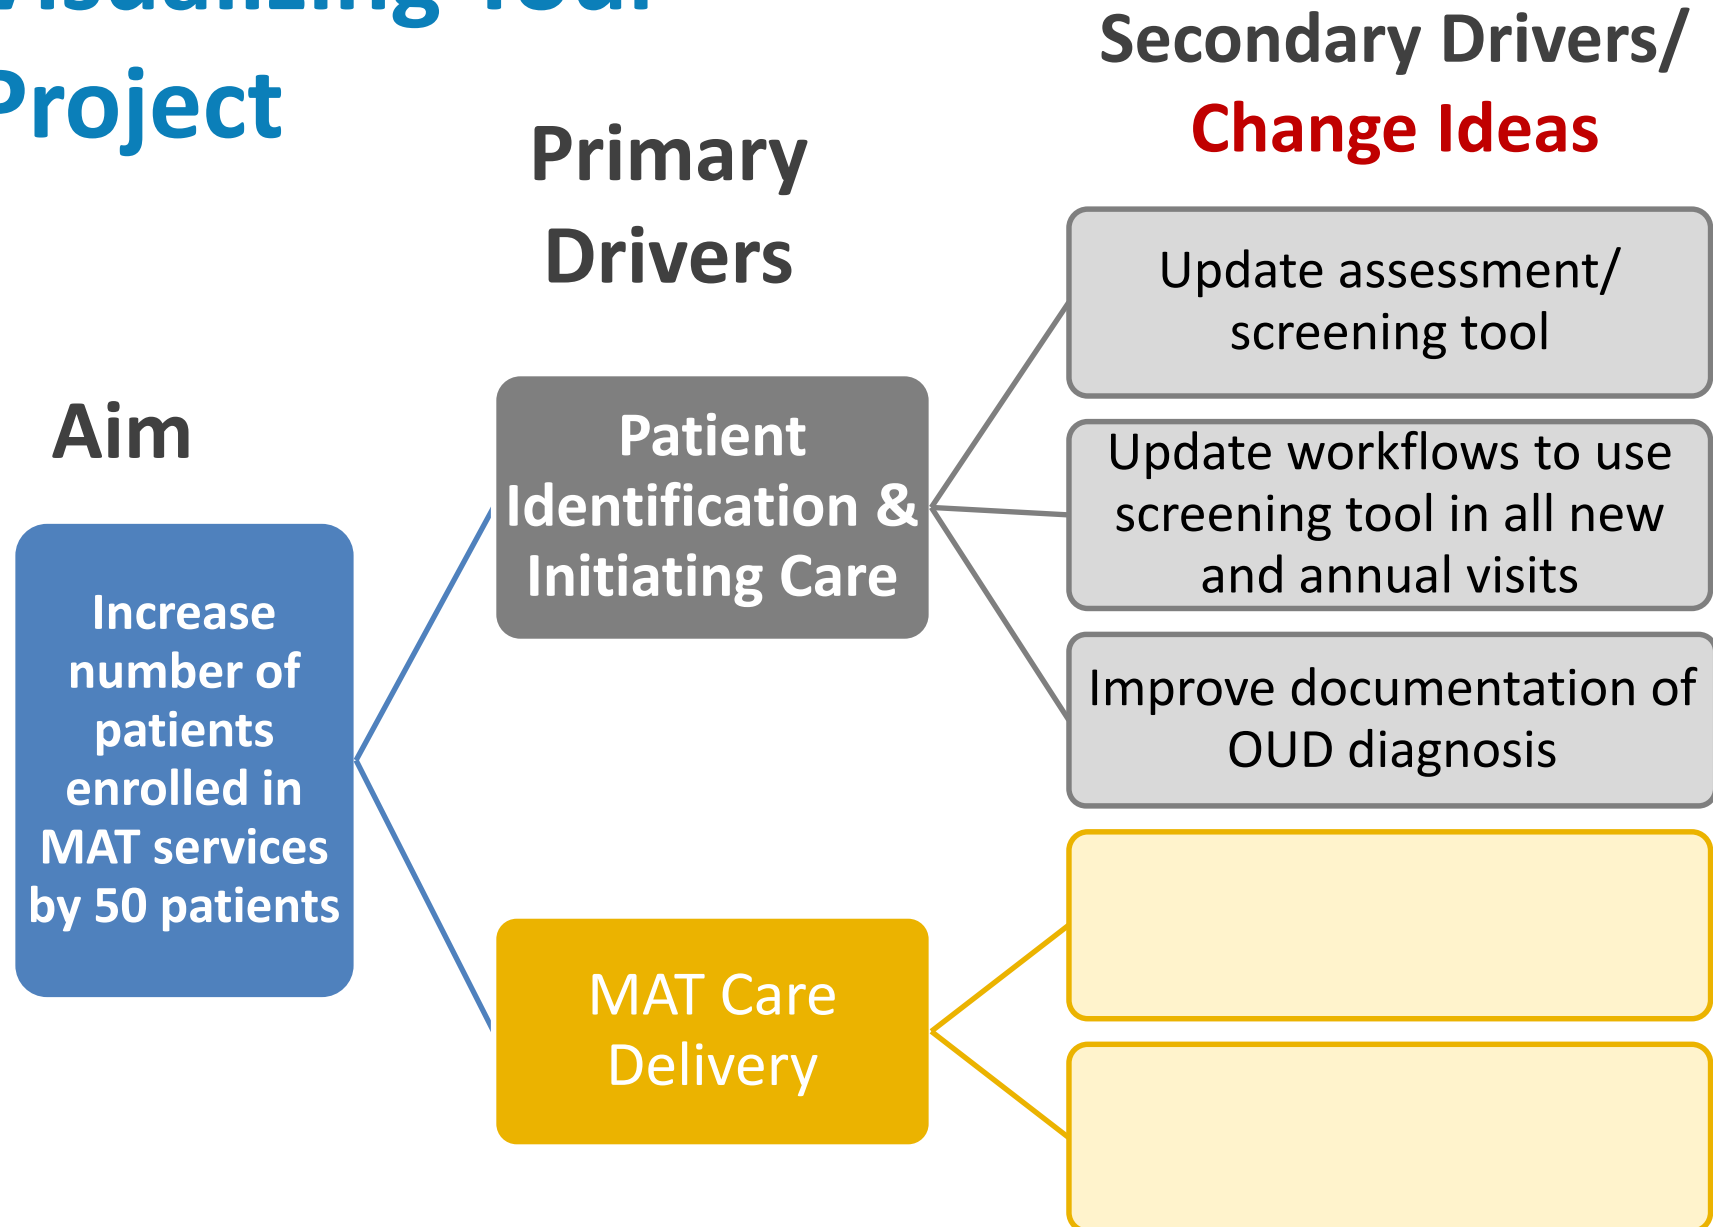 Project
Secondary Drivers/
Change Ideas
Primary
Drivers
Aim
Increase
number of
patients
enrolled in
MAT services
by 50 patients
Patient
Identification &
Initiating Care
MAT Care
Delivery
Update assessment/
screening tool
Update workflows to use
screening tool in all new
and annual visits
Improve documentation of
OUD diagnosis